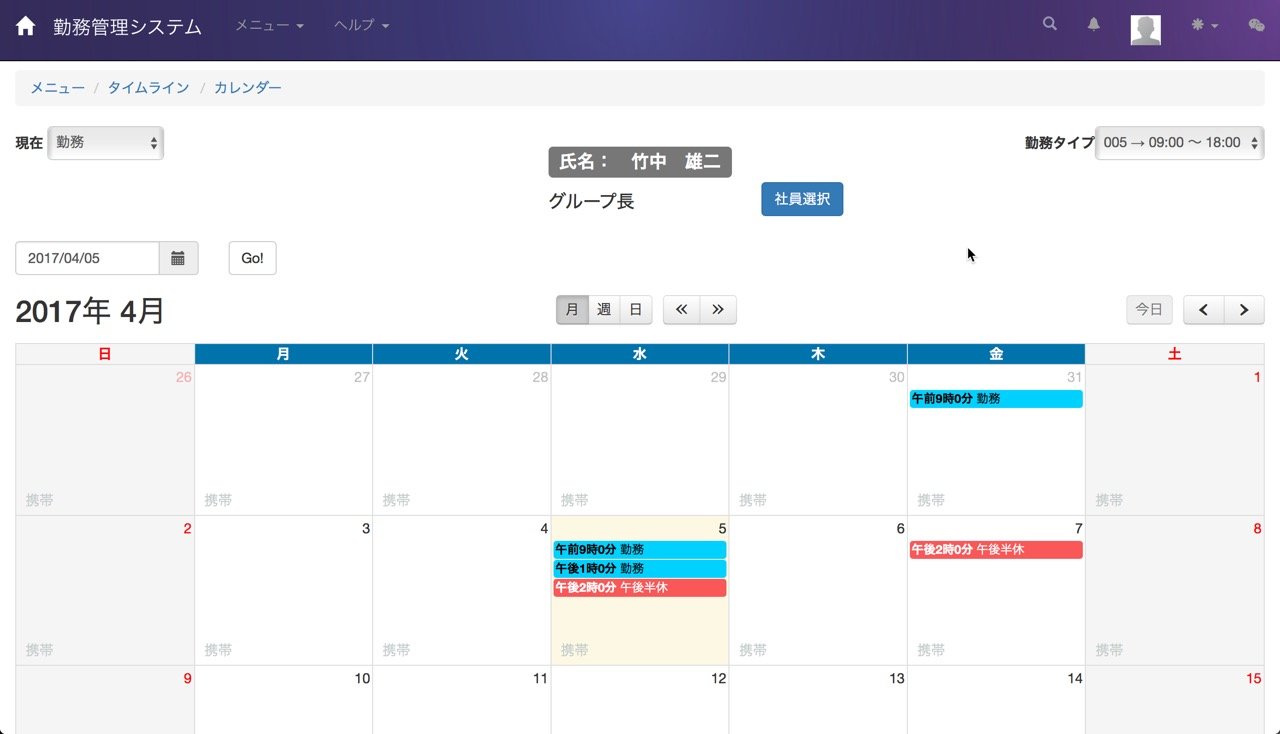 勤務管理システム メニュー ヘルプ
メニュー / タイムライン / カレンダー
現在 勤務
氏名： 竹中 雄二
勤務タイプ 005 → 09:00 〜 18:00
グループ長 社員選択
2017/04/05 Go!
2017年 4月 月 週 日 今日
日 月 火 水 木 金 土
26 27 28 29 30 31 1
午前9時0分 勤務
携帯 携帯 携帯 携帯 携帯 携帯 携帯
2 3 4 5 6 7 8
午前9時0分 勤務 午後2時0分 午後半休
午後1時0分 勤務
午後2時0分 午後半休
携帯 携帯 携帯 携帯 携帯 携帯 携帯
9 10 11 12 13 14 15